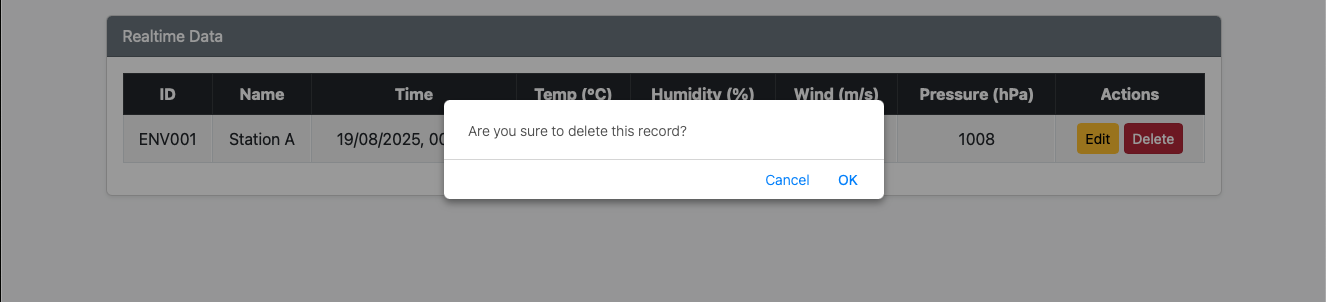 Realtime Data
ID Name Time Temp (°C) Humidity (%) Wind (m/s) Pressure (hPa) Actions
ENV001 Station A 19/08/2025, 1008 Edit Delete
Are you sure to delete this record?
Cancel OK